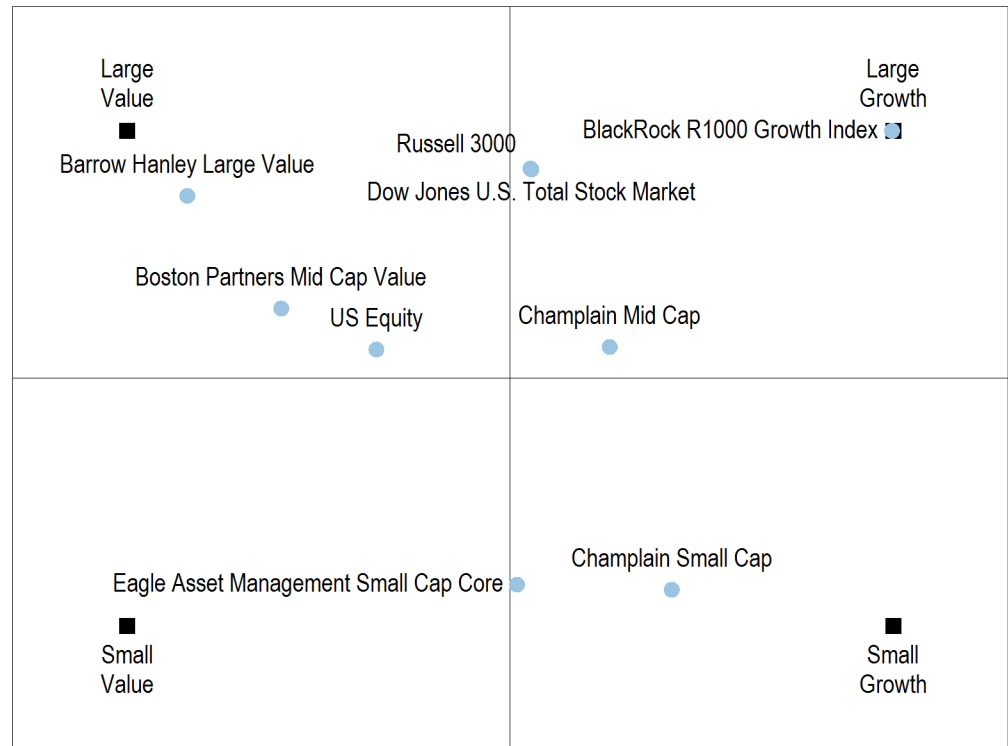 Large
Value
Large
Growth
BlackRock R1000 Growth Index
Russell 3000
Barrow Hanley Large Value
Dow Jones U.S. Total Stock Market
Boston Partners Mid Cap Value
US Equity
Champlain Mid Cap
Champlain Small Cap
Eagle Asset Management Small Cap Core
Small
Value
Small
Growth